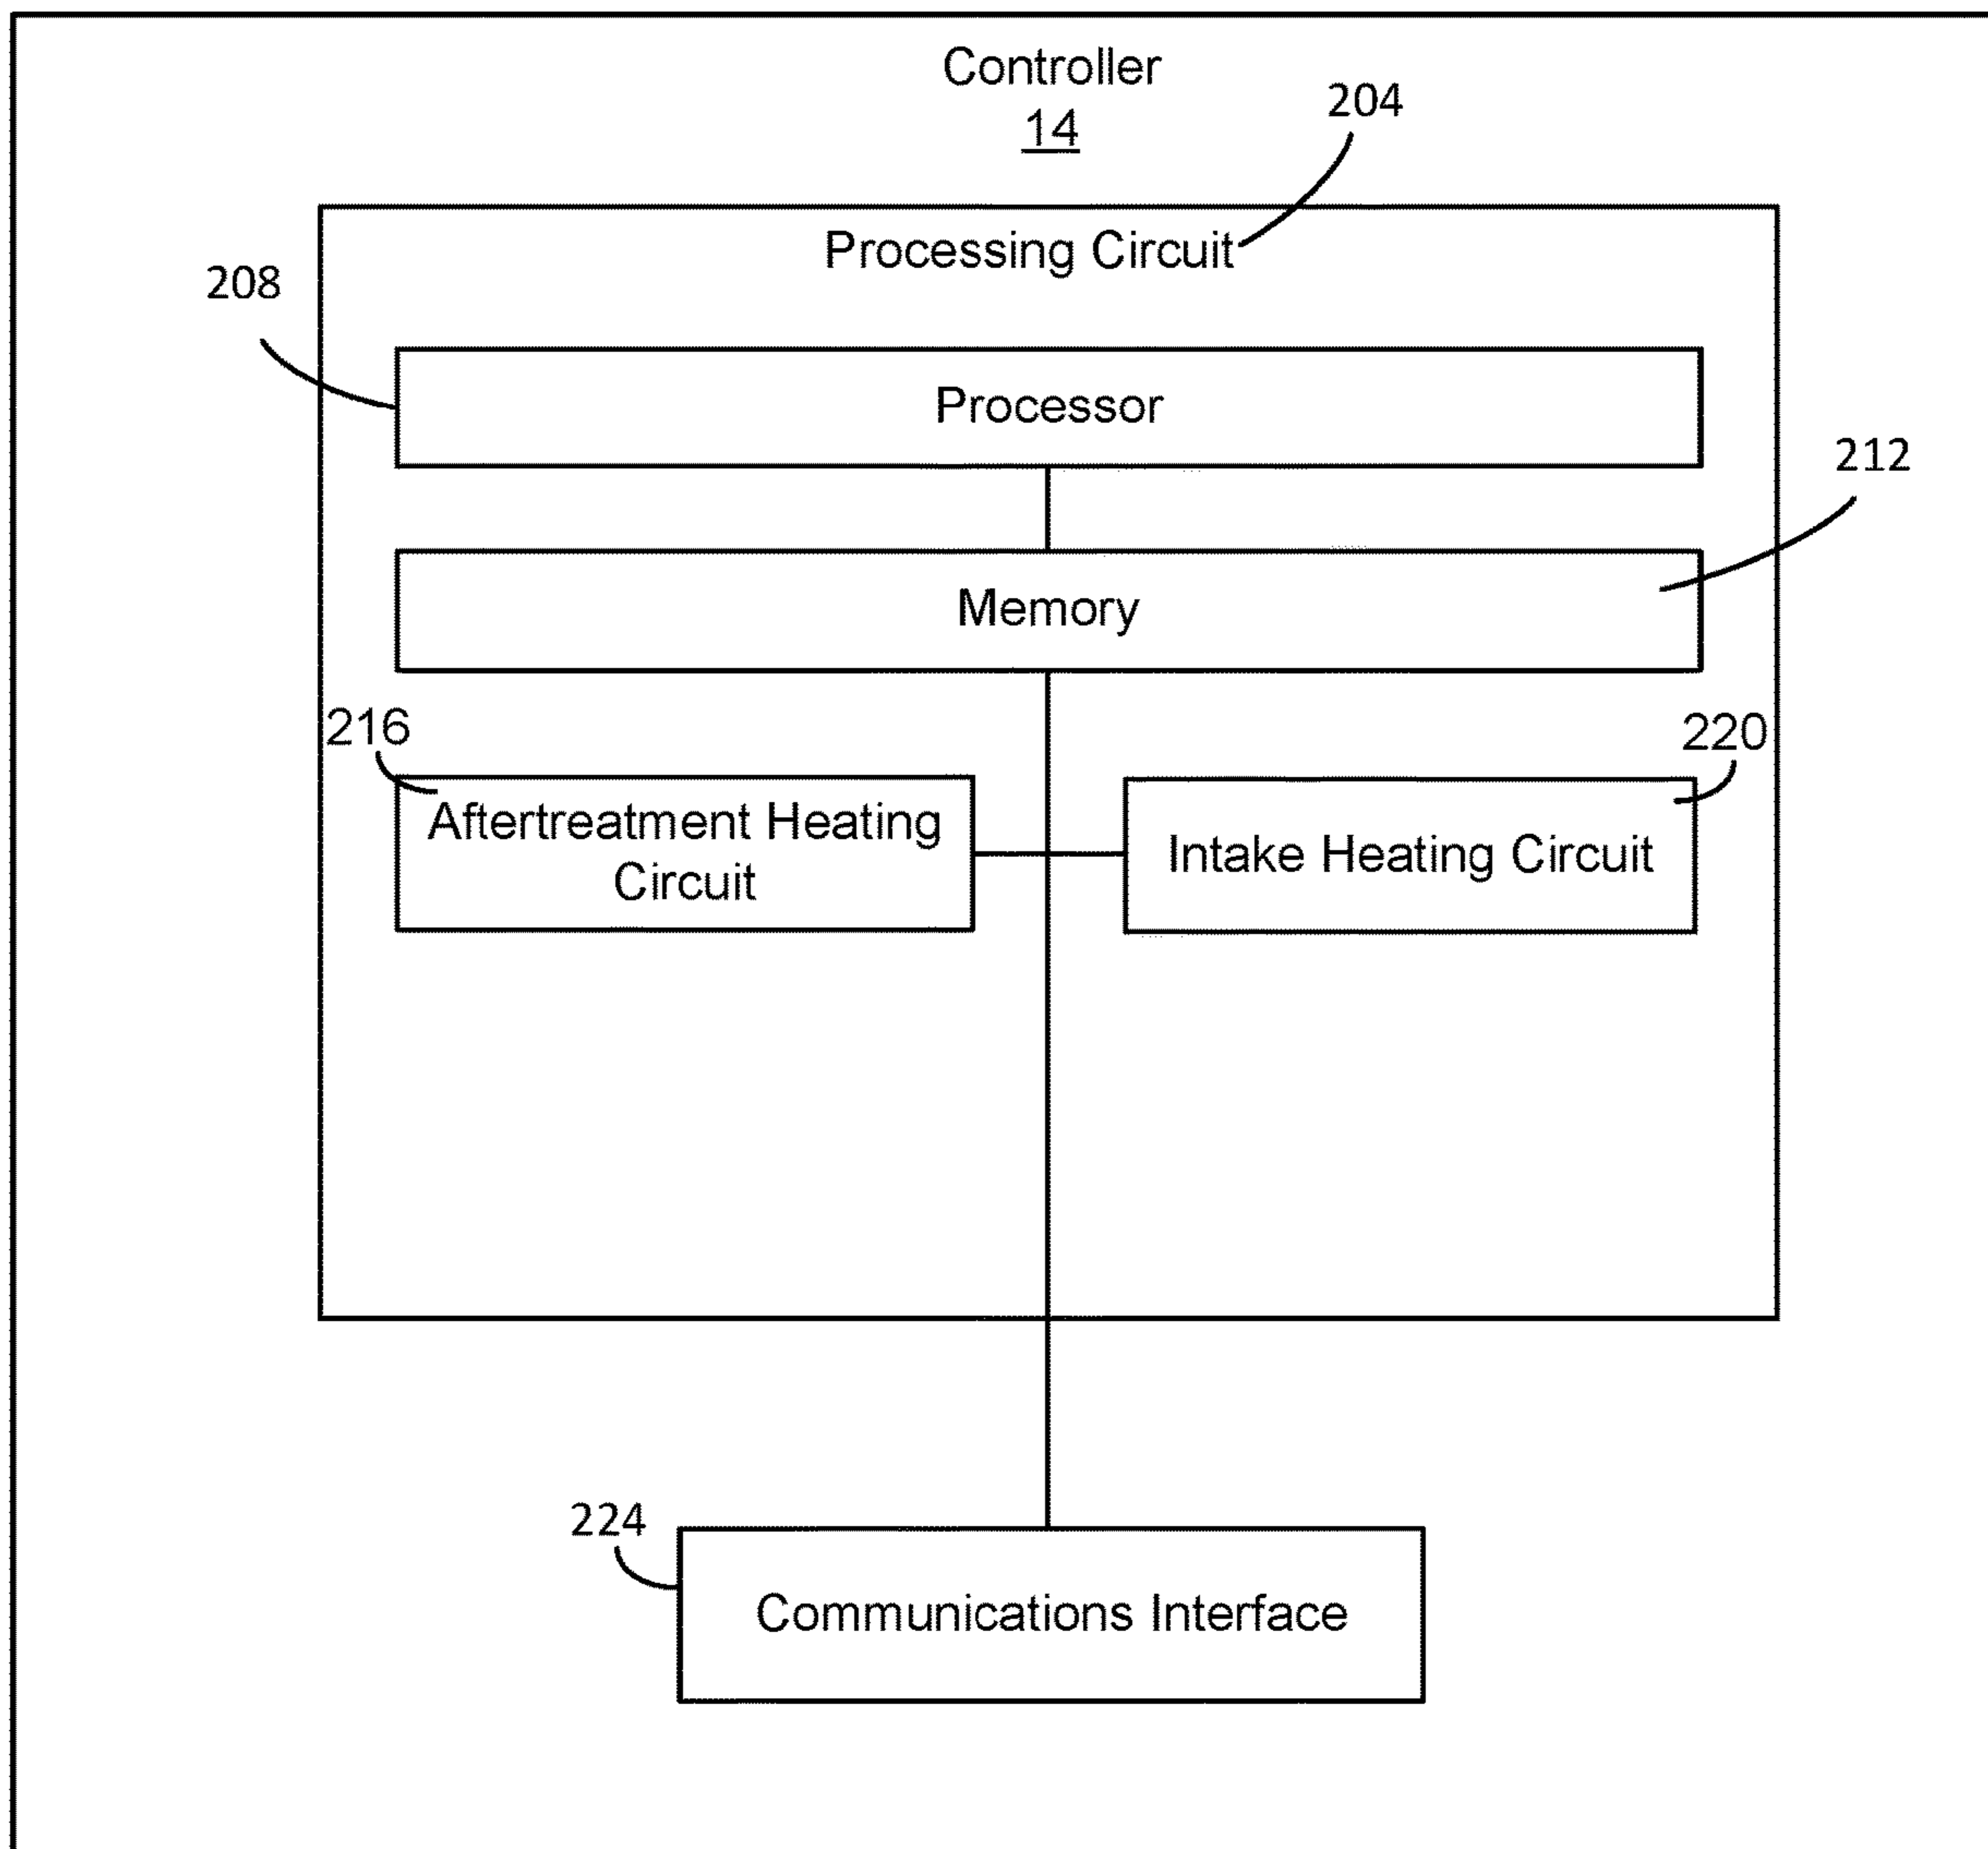 Controller
14
204
Processing Circuit
208
Processor
212
Memory
216
220
Aftertreatment Heating
Circuit
Intake Heating Circuit
224
Communications Interface